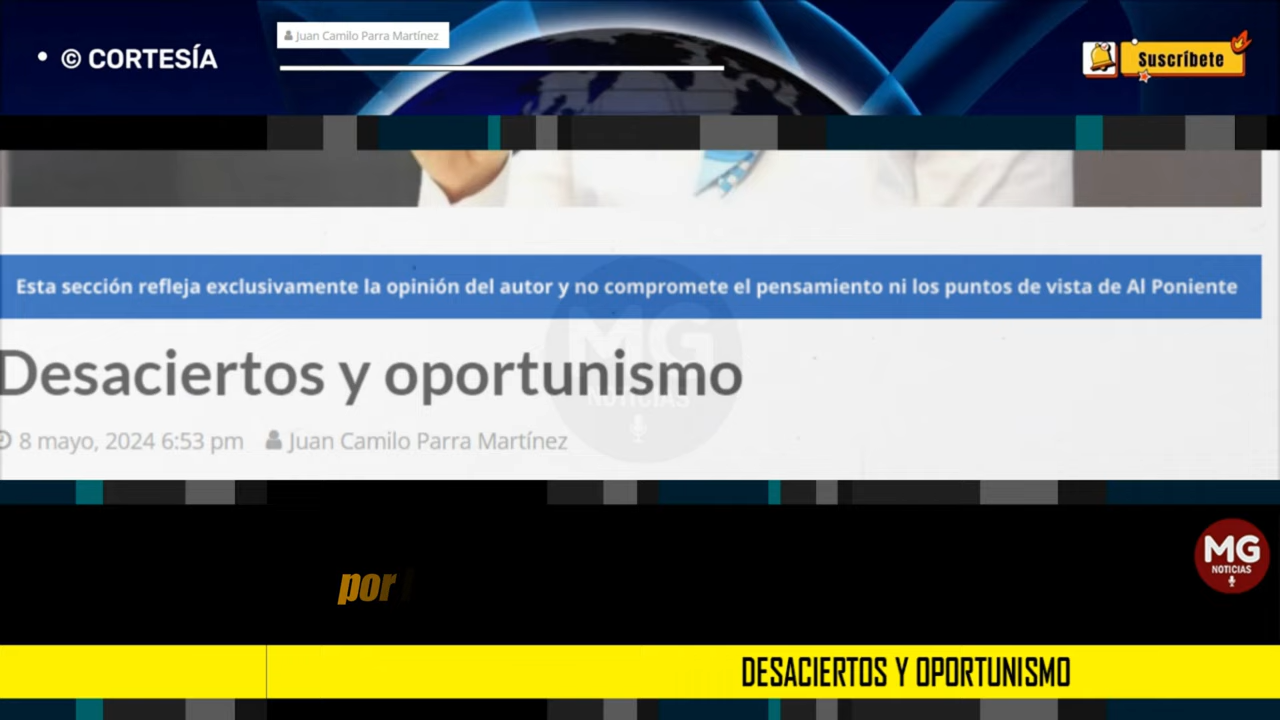 © CORTESÍA
Juan Camilo Parra Martínez
Suscríbete
Esta sección refleja exclusivamente la opinión del autor y no compromete el pensamiento ni los puntos de vista de Al Poniente
Desaciertos y oportunismo
8 mayo, 2024 6:53 pm
Juan Camilo Parra Martínez
MG
NOTICIAS
por
MG
NOTICIAS
DESACIERTOS Y OPORTUNISMO